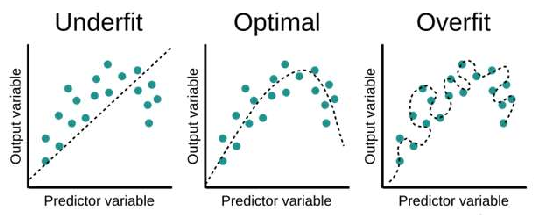 Underfit
Optimal
Overfit
Output variable
Output variable
Output variable
Predictor variable
Predictor variable
Predictor variable